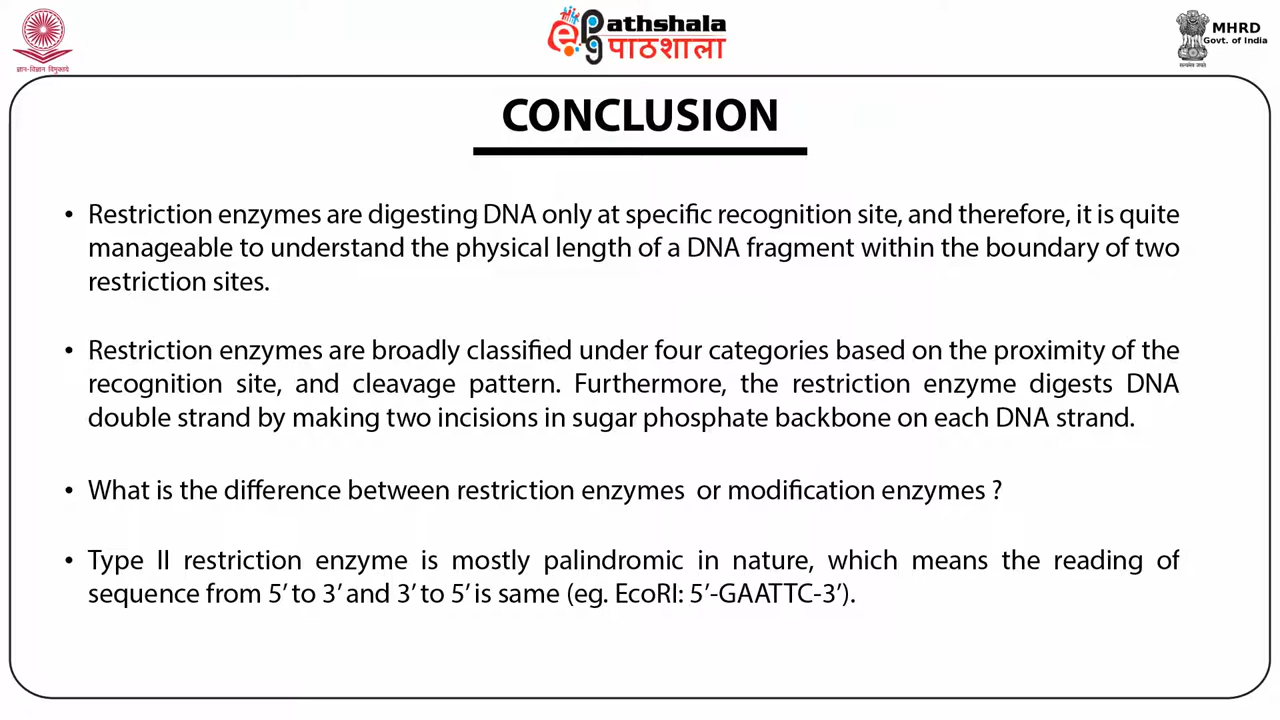 ज्ञान-विज्ञान विमुक्तये
ePathshala
पाठशाला
MHRD
Govt. of India
सत्यमेव जयते
CONCLUSION
• Restriction enzymes are digesting DNA only at specific recognition site, and therefore, it is quite
manageable to understand the physical length of a DNA fragment within the boundary of two
restriction sites.
• Restriction enzymes are broadly classified under four categories based on the proximity of the
recognition site, and cleavage pattern. Furthermore, the restriction enzyme digests DNA
double strand by making two incisions in sugar phosphate backbone on each DNA strand.
• What is the difference between restriction enzymes  or modification enzymes ?
• Type II restriction enzyme is mostly palindromic in nature, which means the reading of
sequence from 5’ to 3’ and 3’ to 5’ is same (eg. EcoRI: 5’-GAATTC-3’).